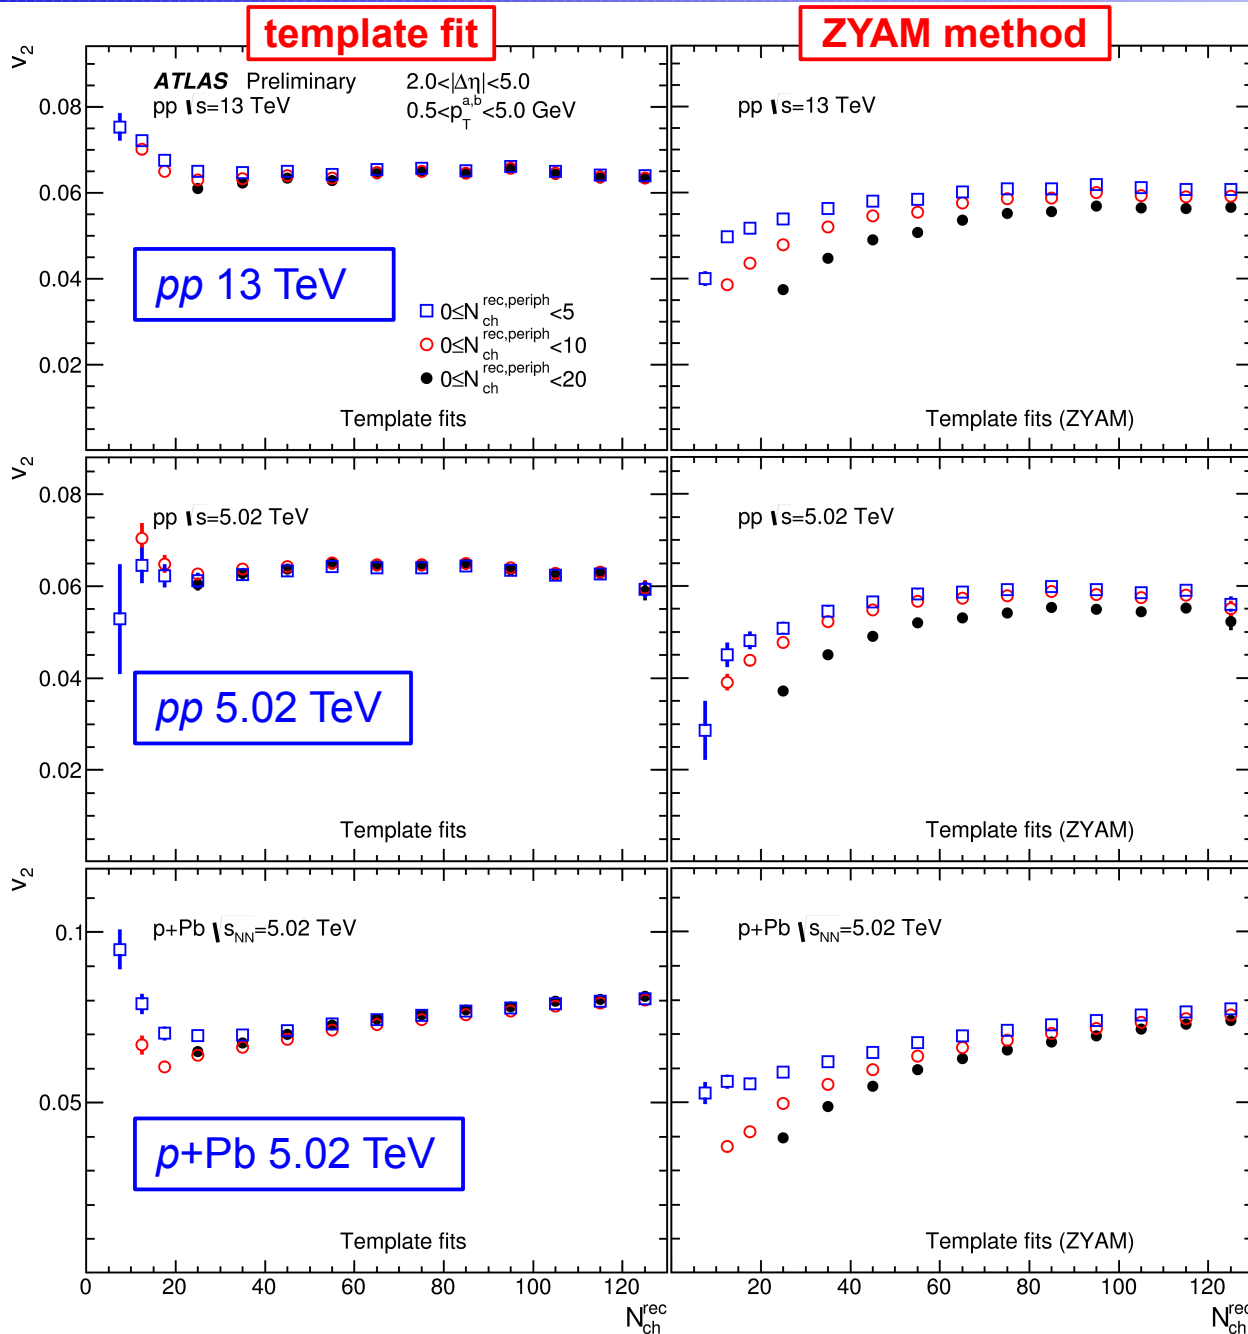 template fit
ZYAM method
v2
ATLAS Preliminary
2.0<|Δη|<5.0
pp √s=13 TeV
0.5<p_T^{a,b}<5.0 GeV
pp √s=13 TeV
0.08
0.06
0.04
0.02
pp 13 TeV
0≤N_ch^{rec,periph}<5
0≤N_ch^{rec,periph}<10
0≤N_ch^{rec,periph}<20
Template fits
Template fits (ZYAM)
v2
pp √s=5.02 TeV
pp √s=5.02 TeV
0.08
0.06
0.04
0.02
pp 5.02 TeV
Template fits
Template fits (ZYAM)
v2
p+Pb √s_NN=5.02 TeV
p+Pb √s_NN=5.02 TeV
0.1
0.05
p+Pb 5.02 TeV
Template fits
Template fits (ZYAM)
0 20 40 60 80 100 120
20 40 60 80 100 120
N_ch^{rec}
N_ch^{rec}